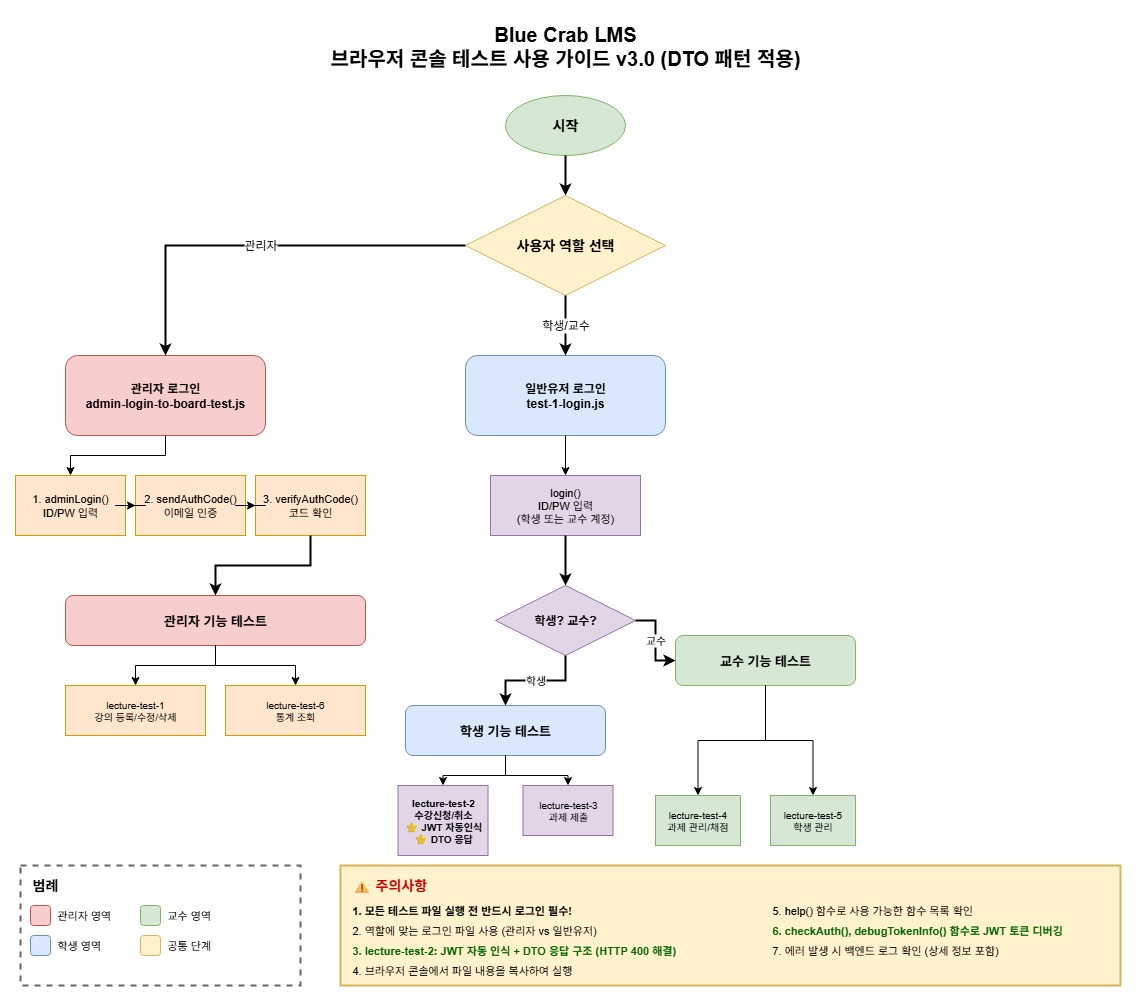 Blue Crab LMS
브라우저 콘솔 테스트 사용 가이드 v3.0 (DTO 패턴 적용)
시작
사용자 역할 선택
관리자
학생/교수
관리자 로그인
admin-login-to-board-test.js
일반유저 로그인
test-1-login.js
1. adminLogin()
ID/PW 입력
2. sendAuthCode()
이메일 인증
3. verifyAuthCode()
코드 확인
login()
ID/PW 입력
(학생 또는 교수 계정)
관리자 기능 테스트
학생? 교수?
교수
교수 기능 테스트
학생
lecture-test-1
강의 등록/수정/삭제
lecture-test-6
통계 조회
학생 기능 테스트
lecture-test-2
수강신청/취소
⭐ JWT 자동인식
⭐ DTO 응답
lecture-test-3
과제 제출
lecture-test-4
과제 관리/채점
lecture-test-5
학생 관리
범례
관리자 영역
교수 영역
학생 영역
공통 단계
⚠️ 주의사항
1. 모든 테스트 파일 실행 전 반드시 로그인 필수!
2. 역할에 맞는 로그인 파일 사용 (관리자 vs 일반유저)
3. lecture-test-2: JWT 자동 인식 + DTO 응답 구조 (HTTP 400 해결)
4. 브라우저 콘솔에서 파일 내용을 복사하여 실행
5. help() 함수로 사용 가능한 함수 목록 확인
6. checkAuth(), debugTokenInfo() 함수로 JWT 토큰 디버깅
7. 에러 발생 시 백엔드 로그 확인 (상세 정보 포함)